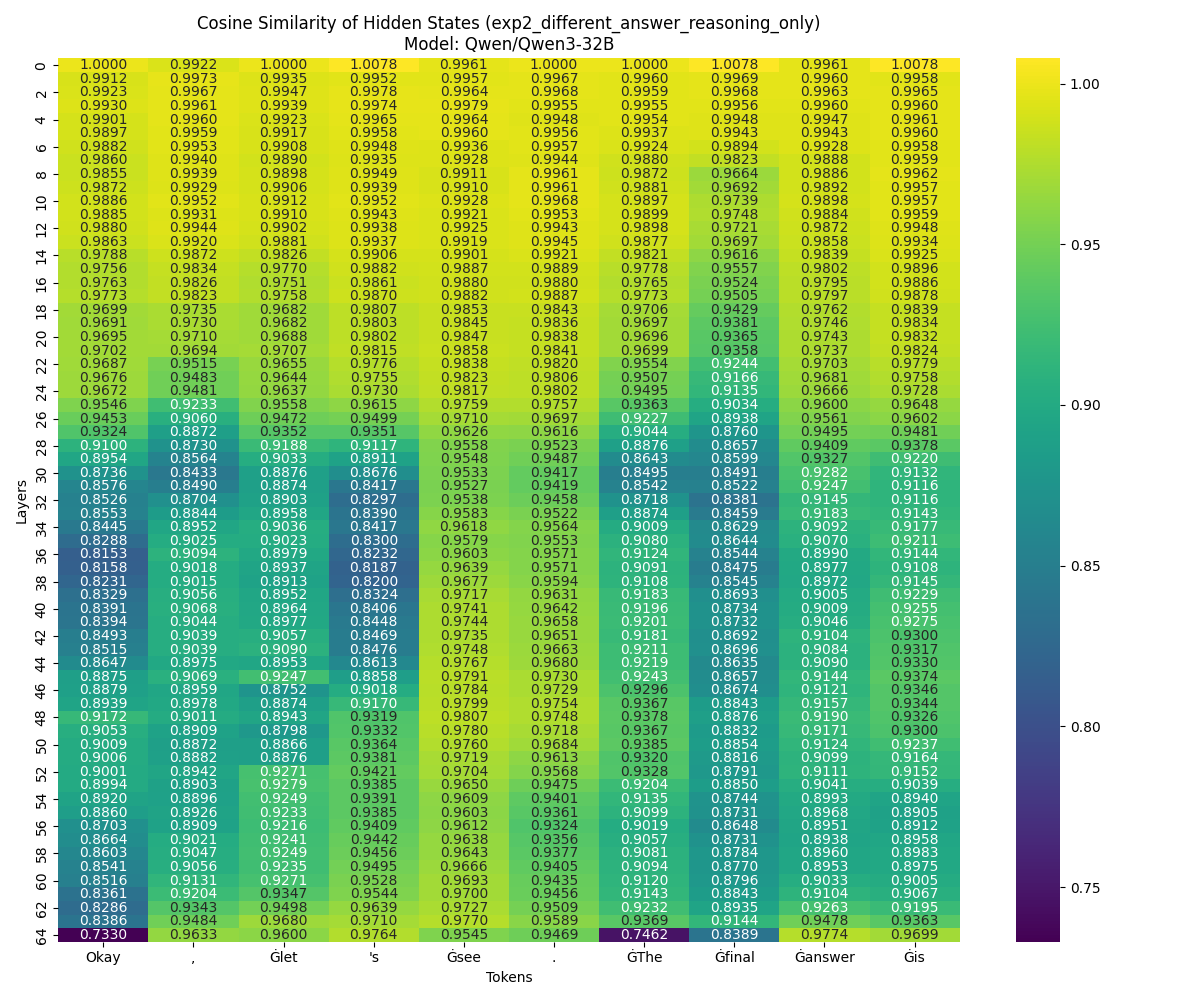 Cosine Similarity of Hidden States (exp2_different_answer_reasoning_only)
Model: Qwen/Qwen3-32B
0 1.0000 0.9922 1.0000 1.0078 0.9961 1.0000 1.0000 1.0078 0.9961 1.0078
0.9912 0.9973 0.9935 0.9952 0.9957 0.9967 0.9960 0.9969 0.9960 0.9958
2 0.9923 0.9967 0.9947 0.9978 0.9964 0.9968 0.9959 0.9968 0.9963 0.9965
0.9930 0.9961 0.9939 0.9974 0.9979 0.9955 0.9955 0.9956 0.9960 0.9960
4 0.9901 0.9960 0.9923 0.9965 0.9964 0.9948 0.9954 0.9948 0.9947 0.9961
0.9897 0.9959 0.9917 0.9958 0.9960 0.9956 0.9937 0.9943 0.9943 0.9960
6 0.9882 0.9953 0.9908 0.9948 0.9936 0.9957 0.9924 0.9894 0.9928 0.9958
0.9860 0.9940 0.9890 0.9935 0.9928 0.9944 0.9880 0.9823 0.9888 0.9959
8 0.9855 0.9939 0.9898 0.9949 0.9911 0.9961 0.9872 0.9664 0.9886 0.9962
0.9872 0.9929 0.9906 0.9939 0.9910 0.9961 0.9881 0.9692 0.9892 0.9957
10 0.9886 0.9952 0.9912 0.9952 0.9928 0.9968 0.9897 0.9739 0.9898 0.9957
0.9885 0.9931 0.9910 0.9943 0.9921 0.9953 0.9899 0.9748 0.9884 0.9959
12 0.9880 0.9944 0.9902 0.9938 0.9925 0.9943 0.9898 0.9721 0.9872 0.9948
0.9863 0.9920 0.9881 0.9937 0.9919 0.9945 0.9877 0.9697 0.9858 0.9934
14 0.9788 0.9872 0.9826 0.9906 0.9901 0.9921 0.9821 0.9616 0.9839 0.9925
0.9756 0.9834 0.9770 0.9882 0.9887 0.9889 0.9778 0.9557 0.9802 0.9896
16 0.9763 0.9826 0.9751 0.9861 0.9880 0.9880 0.9765 0.9524 0.9795 0.9886
0.9773 0.9823 0.9758 0.9870 0.9882 0.9887 0.9773 0.9505 0.9797 0.9878
18 0.9699 0.9735 0.9682 0.9807 0.9853 0.9843 0.9706 0.9429 0.9762 0.9839
0.9691 0.9730 0.9682 0.9803 0.9845 0.9836 0.9697 0.9381 0.9746 0.9834
20 0.9695 0.9710 0.9688 0.9802 0.9847 0.9838 0.9696 0.9365 0.9743 0.9832
0.9702 0.9694 0.9707 0.9815 0.9858 0.9841 0.9699 0.9358 0.9737 0.9824
22 0.9687 0.9515 0.9655 0.9776 0.9838 0.9820 0.9554 0.9244 0.9703 0.9779
0.9676 0.9483 0.9644 0.9755 0.9823 0.9806 0.9507 0.9166 0.9681 0.9758
24 0.9672 0.9481 0.9637 0.9730 0.9817 0.9802 0.9495 0.9135 0.9666 0.9728
0.9546 0.9233 0.9558 0.9615 0.9759 0.9757 0.9363 0.9034 0.9600 0.9648
26 0.9453 0.9060 0.9472 0.9499 0.9710 0.9697 0.9227 0.8938 0.9561 0.9602
0.9324 0.8872 0.9352 0.9351 0.9626 0.9616 0.9044 0.8760 0.9495 0.9481
28 0.9100 0.8730 0.9188 0.9117 0.9558 0.9523 0.8876 0.8657 0.9409 0.9378
0.8954 0.8564 0.9033 0.8911 0.9548 0.9487 0.8643 0.8599 0.9327 0.9220
30 0.8736 0.8433 0.8876 0.8676 0.9533 0.9417 0.8495 0.8491 0.9282 0.9132
0.8576 0.8490 0.8874 0.8417 0.9527 0.9419 0.8542 0.8522 0.9247 0.9116
32 0.8526 0.8704 0.8903 0.8297 0.9538 0.9458 0.8718 0.8381 0.9145 0.9116
0.8553 0.8844 0.8958 0.8390 0.9583 0.9522 0.8874 0.8459 0.9183 0.9143
34 0.8445 0.8952 0.9036 0.8417 0.9618 0.9564 0.9009 0.8629 0.9092 0.9177
0.8288 0.9025 0.9023 0.8300 0.9579 0.9553 0.9080 0.8644 0.9070 0.9211
36 0.8153 0.9094 0.8979 0.8232 0.9603 0.9571 0.9124 0.8544 0.8990 0.9144
0.8158 0.9018 0.8937 0.8187 0.9639 0.9571 0.9091 0.8475 0.8977 0.9108
38 0.8231 0.9015 0.8913 0.8200 0.9677 0.9594 0.9108 0.8545 0.8972 0.9145
0.8329 0.9056 0.8952 0.8324 0.9717 0.9631 0.9183 0.8693 0.9005 0.9229
40 0.8391 0.9068 0.8964 0.8406 0.9741 0.9642 0.9196 0.8734 0.9009 0.9255
0.8394 0.9044 0.8977 0.8448 0.9744 0.9658 0.9201 0.8732 0.9046 0.9275
42 0.8493 0.9039 0.9057 0.8469 0.9735 0.9651 0.9181 0.8692 0.9104 0.9300
0.8515 0.9039 0.9090 0.8476 0.9748 0.9663 0.9211 0.8696 0.9084 0.9317
44 0.8647 0.8975 0.8953 0.8613 0.9767 0.9680 0.9219 0.8635 0.9090 0.9330
0.8875 0.9069 0.9247 0.8858 0.9791 0.9730 0.9243 0.8657 0.9144 0.9374
46 0.8879 0.8959 0.8752 0.9018 0.9784 0.9729 0.9296 0.8674 0.9121 0.9346
0.8939 0.8978 0.8874 0.9170 0.9799 0.9754 0.9367 0.8843 0.9157 0.9344
48 0.9172 0.9011 0.8943 0.9319 0.9807 0.9748 0.9378 0.8876 0.9190 0.9326
0.9053 0.8909 0.8798 0.9332 0.9780 0.9718 0.9367 0.8832 0.9171 0.9300
50 0.9009 0.8872 0.8866 0.9364 0.9760 0.9684 0.9385 0.8854 0.9124 0.9237
0.9006 0.8882 0.8876 0.9381 0.9719 0.9613 0.9320 0.8816 0.9099 0.9164
52 0.9001 0.8942 0.9271 0.9421 0.9704 0.9568 0.9328 0.8791 0.9111 0.9152
0.8994 0.8903 0.9279 0.9385 0.9650 0.9475 0.9204 0.8850 0.9041 0.9039
54 0.8920 0.8896 0.9249 0.9391 0.9609 0.9401 0.9135 0.8744 0.8993 0.8940
0.8860 0.8926 0.9233 0.9385 0.9603 0.9361 0.9099 0.8731 0.8968 0.8905
56 0.8703 0.8909 0.9216 0.9409 0.9612 0.9324 0.9019 0.8648 0.8951 0.8912
0.8664 0.9021 0.9241 0.9442 0.9638 0.9356 0.9057 0.8731 0.8938 0.8958
58 0.8603 0.9047 0.9249 0.9456 0.9643 0.9377 0.9081 0.8784 0.8960 0.8983
0.8541 0.9056 0.9235 0.9495 0.9666 0.9405 0.9094 0.8770 0.8953 0.8975
60 0.8516 0.9131 0.9271 0.9528 0.9693 0.9435 0.9120 0.8796 0.9033 0.9005
0.8361 0.9204 0.9347 0.9544 0.9700 0.9456 0.9143 0.8843 0.9104 0.9067
62 0.8286 0.9343 0.9498 0.9639 0.9727 0.9509 0.9232 0.8935 0.9263 0.9195
0.8386 0.9484 0.9680 0.9710 0.9770 0.9589 0.9369 0.9144 0.9478 0.9363
64 0.7330 0.9633 0.9600 0.9764 0.9545 0.9469 0.7462 0.8389 0.9774 0.9699
Okay , Ġlet 's Ġsee . ĠThe Ġfinal Ġanswer Ġis
Tokens
Layers
1.00
0.95
0.90
0.85
0.80
0.75